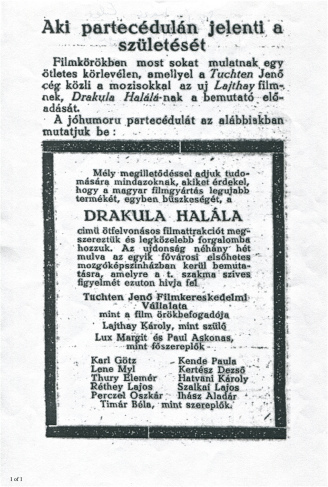 Aki partecédulán jelenti a
születését
Filmkörökben most sokat mulatnak egy
ötletes körlevélen, amellyel a Tuchten Jenő
cég közli a mozisokkal az uj Lajthay film-
nek, Drakula Halálá-nak a bemutató elő-
adását.
A jóhumoru partecédulát az alábbiakban
mutatjuk be:
Mély megilletődéssel adjuk tudo-
mására mindazoknak, akiket érdekel,
hogy a magyar filmgyártás legujabb
termékét, egyben büszkeségét, a
DRAKULA HALÁLA
cimü ötfelvonásos filmattrakciót meg-
szereztük és legközelebb forgalomba
hozzuk. Az ujdonság néhány hét
mulva az egyik fővárosi elsőhetes
mozgóképszinházban kerül bemuta-
tásra, amelyre a t. szakma szives
figyelmét ezuton hivja fel
Tuchten Jenő Filmkereskedelmi
Vállalata
mint a film örökbefogadója
Lajthay Károly, mint szülő
Lux Margit és Paul Askonas,
mint főszereplők.
Karl Götz Kende Paula
Lene Myl Kertész Dezső
Thury Elemér Hatvani Károly
Réthey Lajos Szalkai Lajos
Perczel Oszkár Ihász Aladár
Timár Béla, mint szereplők.
1 of 1